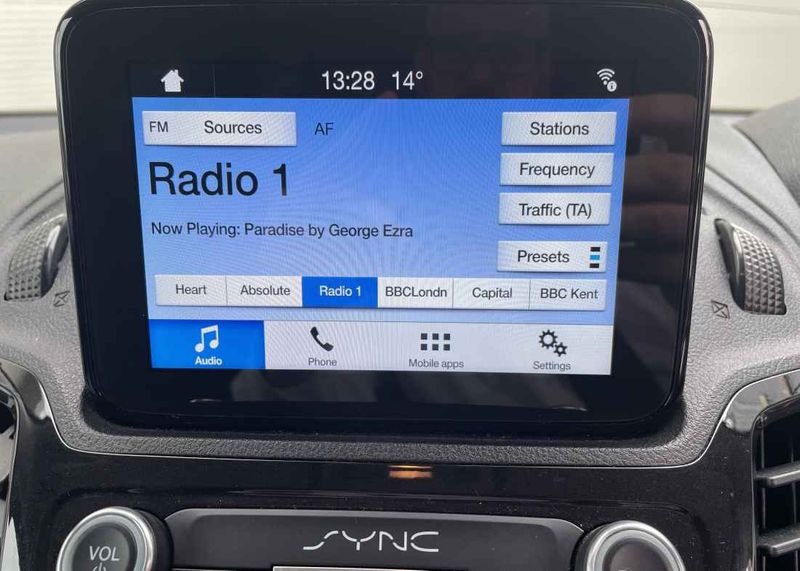 13:28 14°
FM Sources AF
Stations
Radio 1
Frequency
Traffic (TA)
Now Playing: Paradise by George Ezra
Presets
Heart Absolute Radio 1 BBCLondn Capital BBC Kent
Audio Phone Mobile apps Settings
VOL SYNC